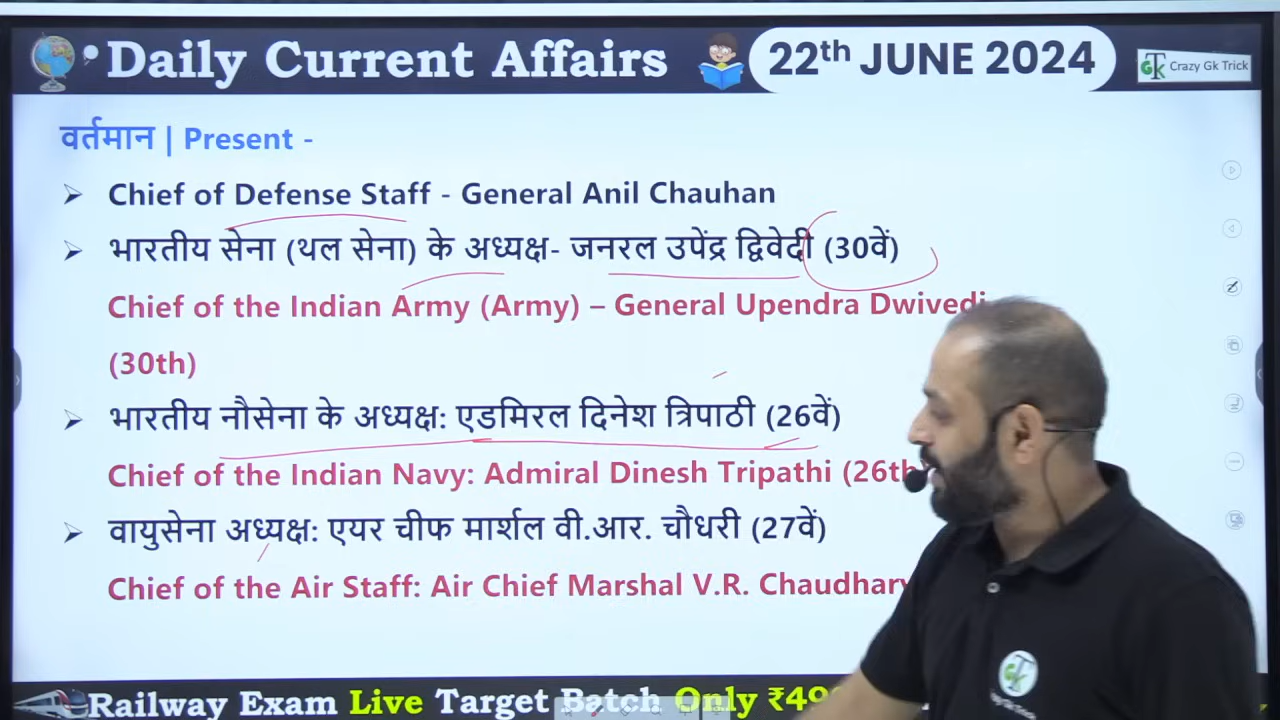 Daily Current Affairs
22th JUNE 2024
GTK Crazy Gk Trick
वर्तमान | Present -
➢ Chief of Defense Staff - General Anil Chauhan
➢ भारतीय सेना (थल सेना) के अध्यक्ष- जनरल उपेंद्र द्विवेदी (30वें)
Chief of the Indian Army (Army) – General Upendra Dwivedi
(30th)
➢ भारतीय नौसेना के अध्यक्ष: एडमिरल दिनेश त्रिपाठी (26वें)
Chief of the Indian Navy: Admiral Dinesh Tripathi (26th
➢ वायुसेना अध्यक्ष: एयर चीफ मार्शल वी.आर. चौधरी (27वें)
Chief of the Air Staff: Air Chief Marshal V.R. Chaudhary
Railway Exam Live Target Batch Only ₹49